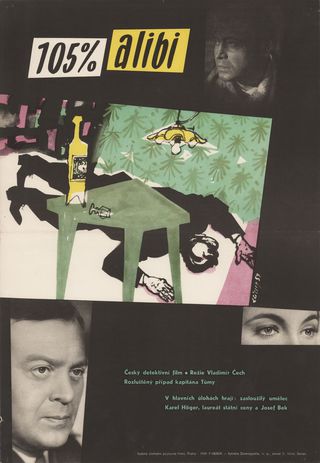 105% alibi
Český detektivní film • Režie Vladimír Čech
Rozluštěný případ kapitána Tůmy
V hlavních úlohách hrají: zasloužilý umělec
Karel Höger, laureát státní ceny a Josef Bek